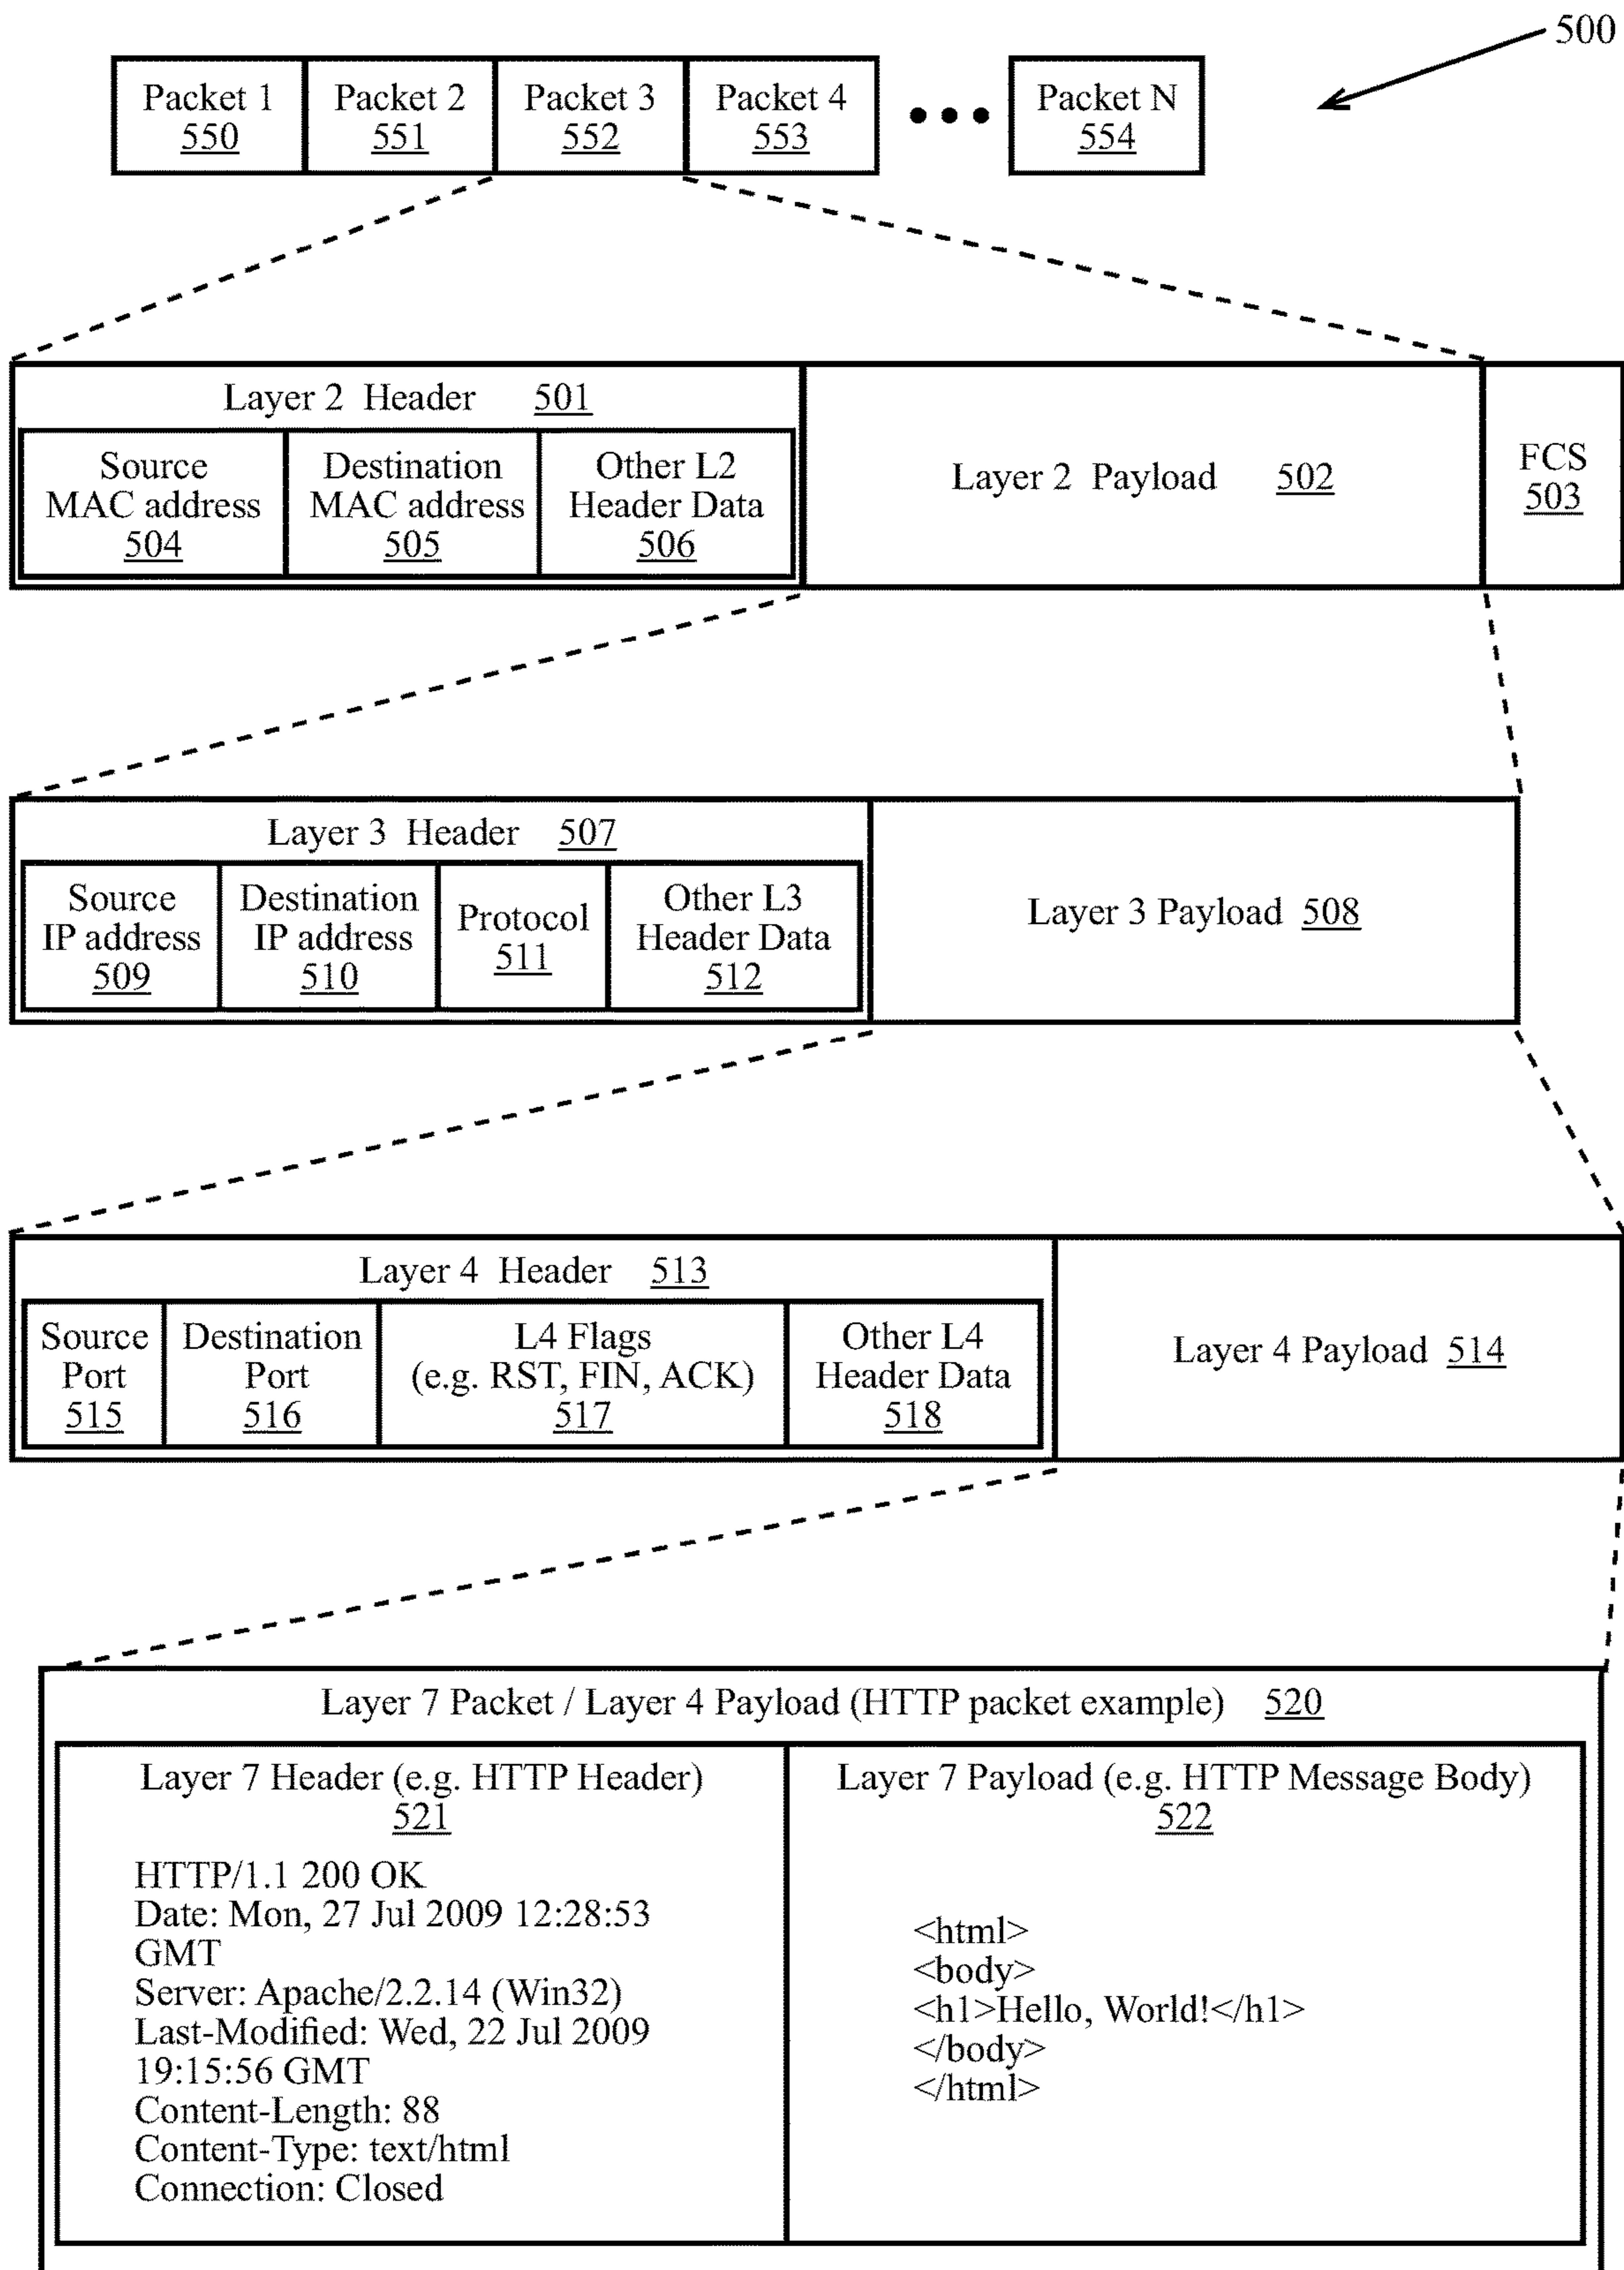 500
Packet 1
550
Packet 2
551
Packet 3
552
Packet 4
553
Packet N
554
Layer 2 Header 501
Source
MAC address
504
Destination
MAC address
505
Other L2
Header Data
506
Layer 2 Payload 502
FCS
503
Layer 3 Header 507
Source
IP address
509
Destination
IP address
510
Protocol
511
Other L3
Header Data
512
Layer 3 Payload 508
Layer 4 Header 513
Source
Port
515
Destination
Port
516
L4 Flags
(e.g. RST, FIN, ACK)
517
Other L4
Header Data
518
Layer 4 Payload 514
Layer 7 Packet / Layer 4 Payload (HTTP packet example) 520
Layer 7 Header (e.g. HTTP Header)
521
HTTP/1.1 200 OK
Date: Mon, 27 Jul 2009 12:28:53
GMT
Server: Apache/2.2.14 (Win32)
Last-Modified: Wed, 22 Jul 2009
19:15:56 GMT
Content-Length: 88
Content-Type: text/html
Connection: Closed
Layer 7 Payload (e.g. HTTP Message Body)
522
<html>
<body>
<h1>Hello, World!</h1>
</body>
</html>